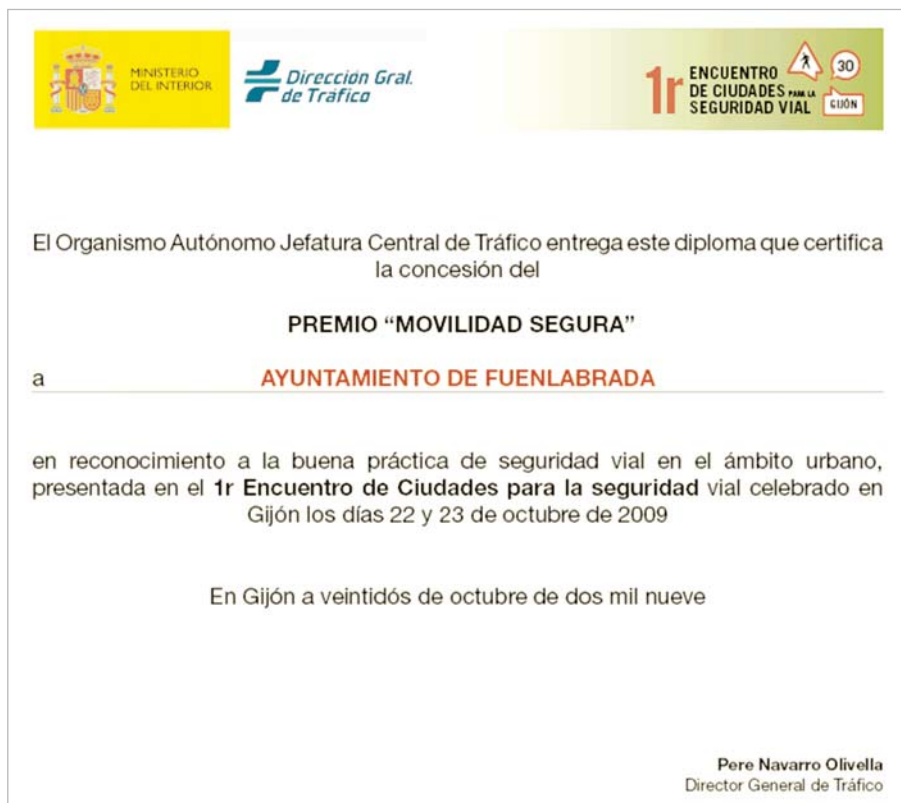 MINISTERIO
DEL INTERIOR
Dirección Gral.
de Tráfico
1r ENCUENTRO
DE CIUDADES PARA LA
SEGURIDAD VIAL
30
GIJÓN
El Organismo Autónomo Jefatura Central de Tráfico entrega este diploma que certifica
la concesión del
PREMIO “MOVILIDAD SEGURA”
a AYUNTAMIENTO DE FUENLABRADA
en reconocimiento a la buena práctica de seguridad vial en el ámbito urbano,
presentada en el 1r Encuentro de Ciudades para la seguridad vial celebrado en
Gijón los días 22 y 23 de octubre de 2009
En Gijón a veintidós de octubre de dos mil nueve
Pere Navarro Olivella
Director General de Tráfico